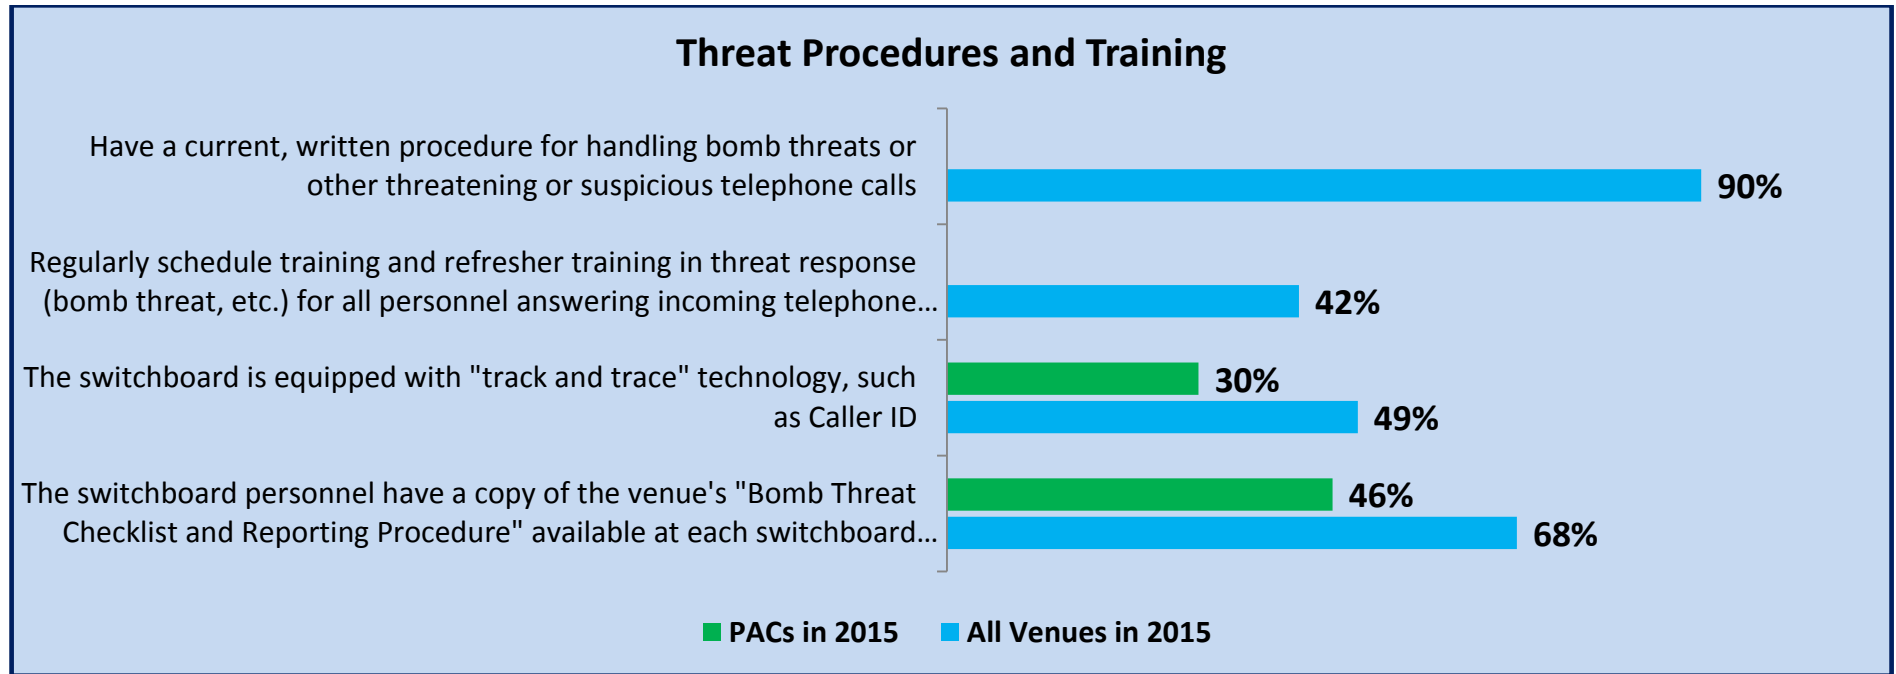 Threat Procedures and Training
Have a current, written procedure for handling bomb threats or
other threatening or suspicious telephone calls
90%
Regularly schedule training and refresher training in threat response
(bomb threat, etc.) for all personnel answering incoming telephone...
42%
The switchboard is equipped with "track and trace" technology, such
as Caller ID
30%
49%
The switchboard personnel have a copy of the venue's "Bomb Threat
Checklist and Reporting Procedure" available at each switchboard...
46%
68%
PACs in 2015 All Venues in 2015